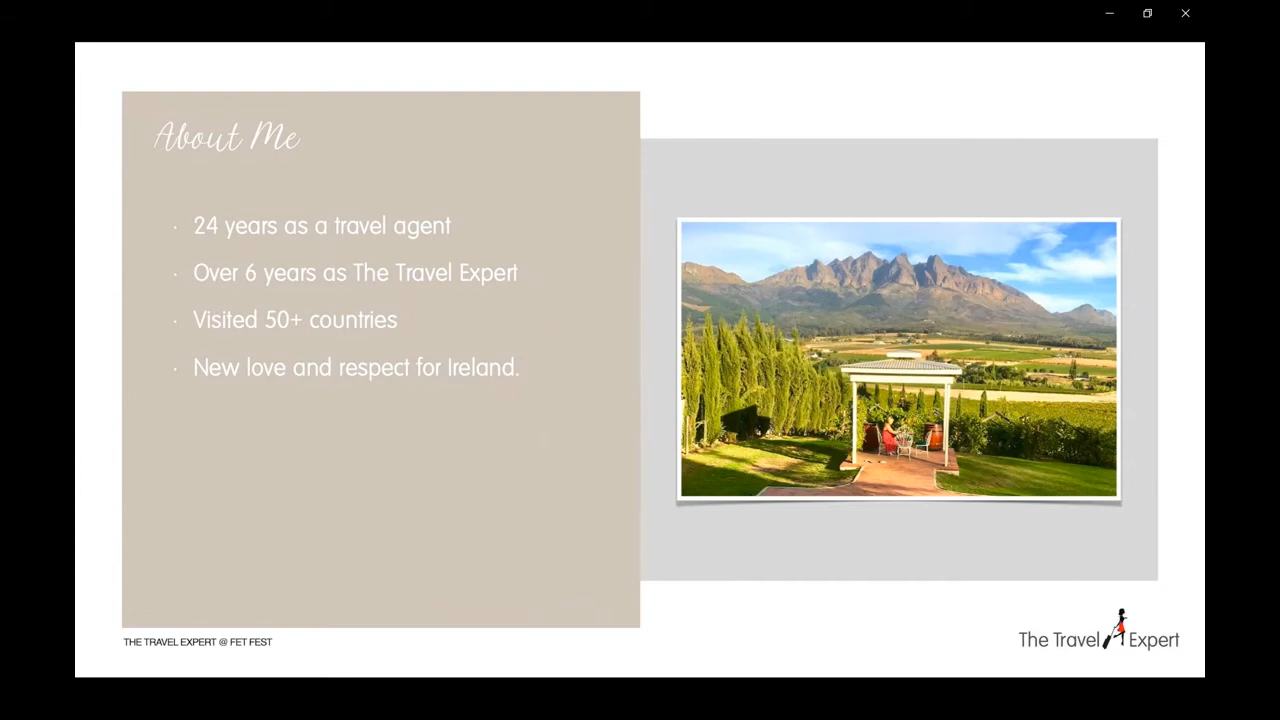 About Me
· 24 years as a travel agent
· Over 6 years as The Travel Expert
· Visited 50+ countries
· New love and respect for Ireland.
THE TRAVEL EXPERT @ FET FEST
The Travel Expert